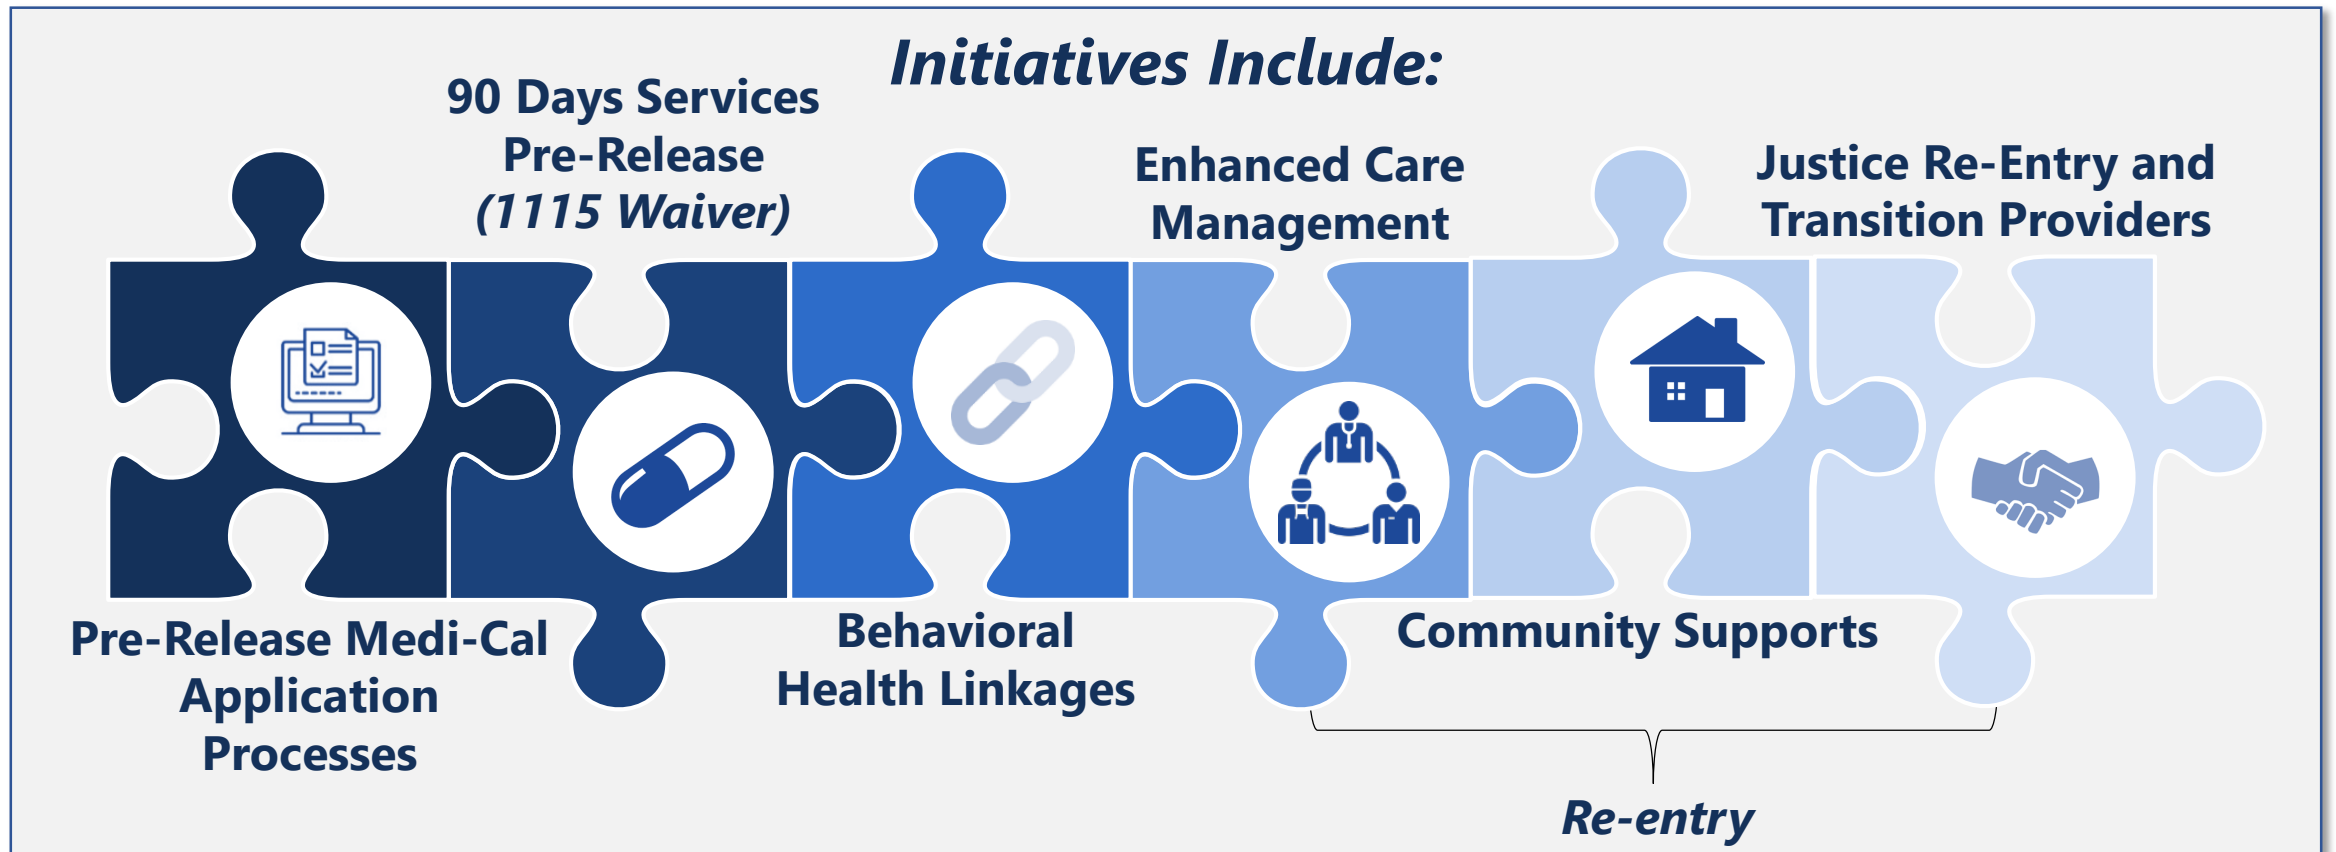 Initiatives Include:
Pre-Release Medi-Cal
Application
Processes
90 Days Services
Pre-Release
(1115 Waiver)
Behavioral
Health Linkages
Enhanced Care
Management
Community Supports
Justice Re-Entry and
Transition Providers
Re-entry